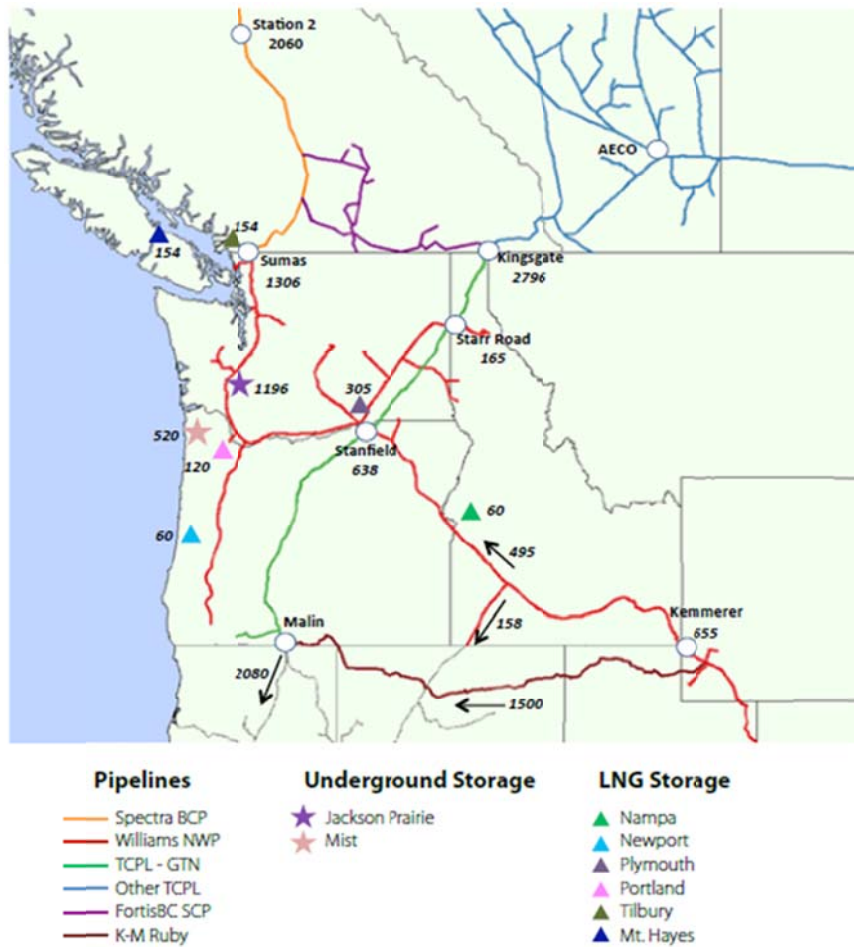 Station 2
2060
AECO
154
154
Sumas
1306
Kingsgate
2796
Starr Road
165
1196
305
520
120
Stanfield
638
60
60
495
158
Kemmerer
655
Malin
2080
1500
Pipelines
Spectra BCP
Williams NWP
TCPL - GTN
Other TCPL
FortisBC SCP
K-M Ruby
Underground Storage
Jackson Prairie
Mist
LNG Storage
Nampa
Newport
Plymouth
Portland
Tilbury
Mt. Hayes